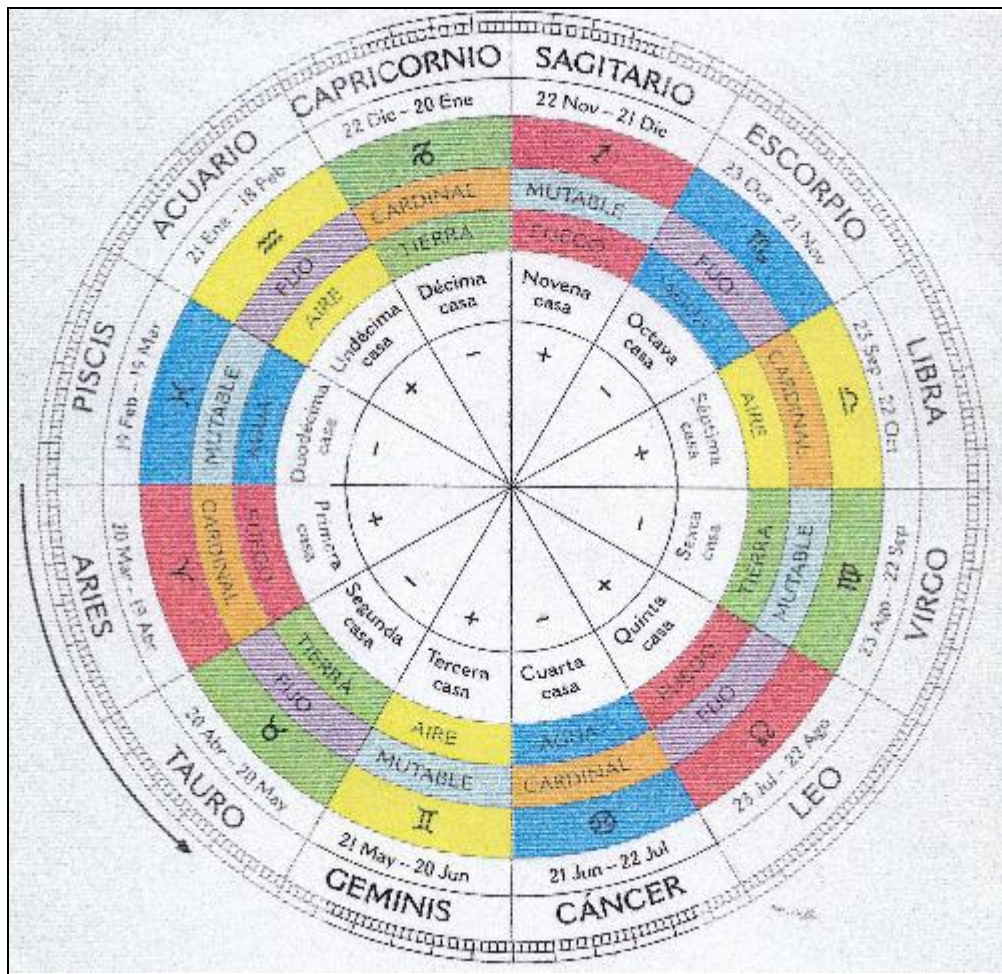 CAPRICORNIO
22 Dic - 20 Ene
CARDINAL
TIERRA
Décima
casa
SAGITARIO
22 Nov - 21 Dic
MUTABLE
FUEGO
Novena
casa
ESCORPIO
23 Oct - 21 Nov
FIJO
AGUA
Octava
casa
LIBRA
23 Sep - 22 Oct
CARDINAL
AIRE
Séptima
casa
VIRGO
23 Ago - 22 Sep
MUTABLE
TIERRA
Sexta
casa
LEO
23 Jul - 22 Ago
FIJO
FUEGO
Quinta
casa
CÁNCER
21 Jun - 22 Jul
CARDINAL
AGUA
Cuarta
casa
GEMINIS
21 May - 20 Jun
MUTABLE
AIRE
Tercera
casa
TAURO
20 Abr - 20 May
FIJO
TIERRA
Segunda
casa
ARIES
20 Mar - 19 Abr
CARDINAL
FUEGO
Primera
casa
PISCIS
19 Feb - 19 Mar
MUTABLE
AGUA
Duodécima
casa
ACUARIO
21 Ene - 18 Feb
FIJO
AIRE
Undécima
casa